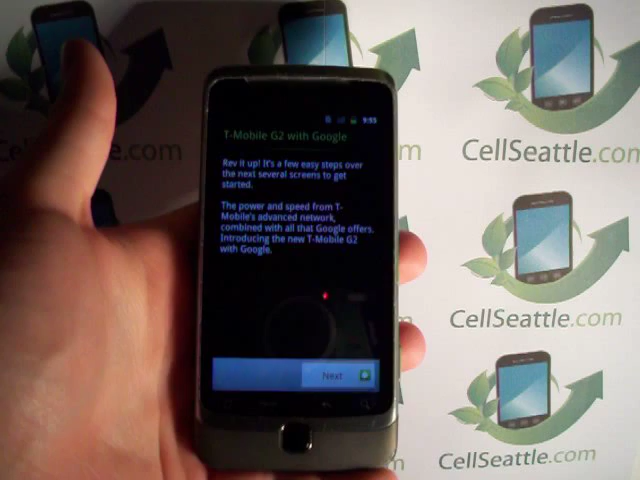 9:55
T-Mobile G2 with Google
Rev it up! It's a few easy steps over
the next several screens to get
started.
The power and speed from T-
Mobile's advanced network,
combined with all that Google offers.
Introducing the new T-Mobile G2
with Google.
Next
.com
m
CellSeattle.com
CellSeattle.com
CellSeattle.com
m